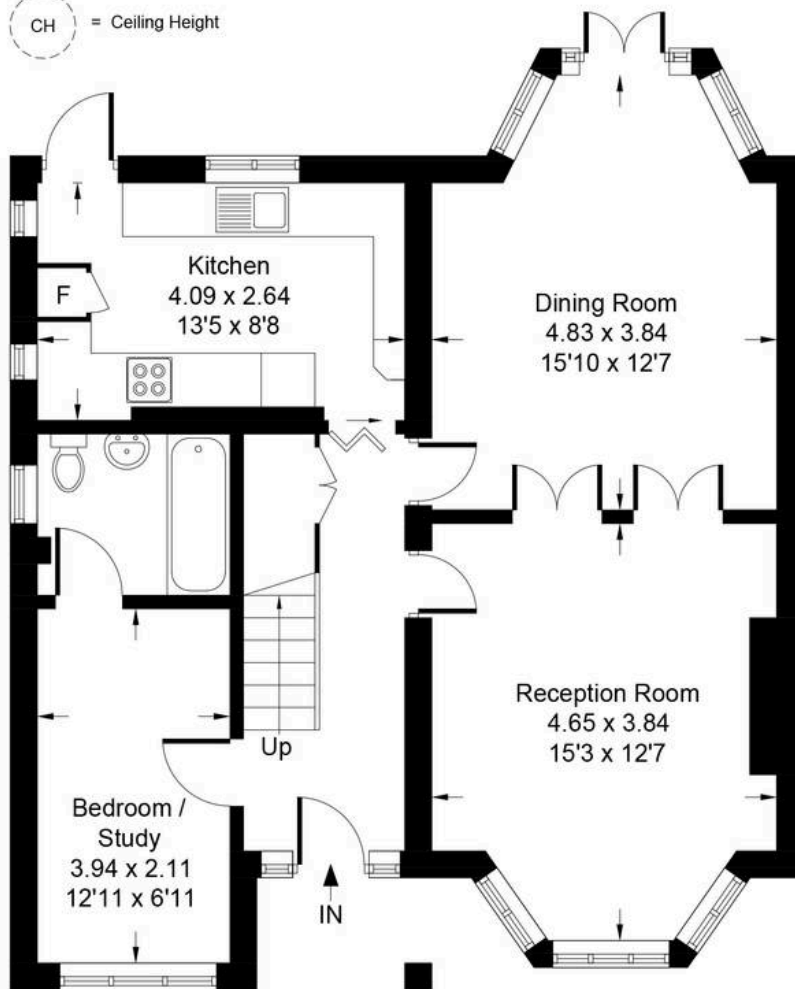 CH = Ceiling Height
Kitchen
4.09 x 2.64
13'5 x 8'8
F
Dining Room
4.83 x 3.84
15'10 x 12'7
Reception Room
4.65 x 3.84
15'3 x 12'7
Up
Bedroom /
Study
3.94 x 2.11
12'11 x 6'11
IN